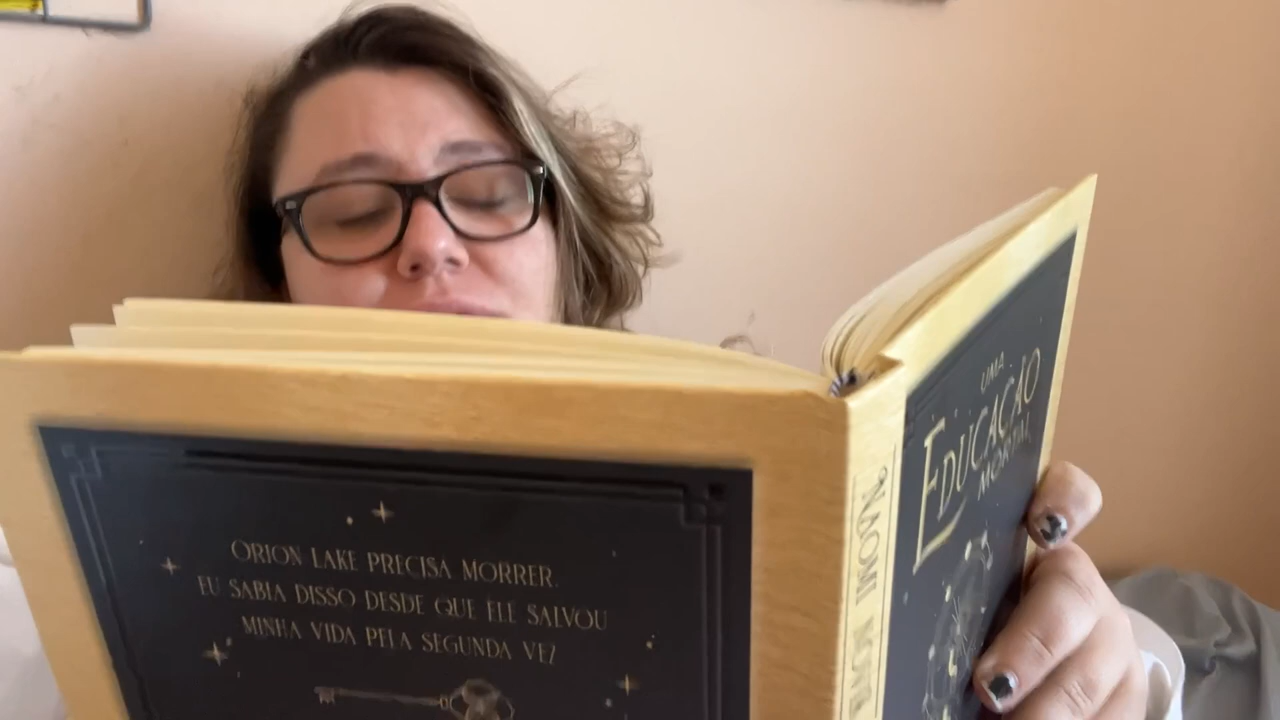 ORION LAKE PRECISA MORRER.
EU SABIA DISSO DESDE QUE ELE SALVOU
MINHA VIDA PELA SEGUNDA VEZ
NAOMI
UMA
EDUCAÇÃO
MORTAL